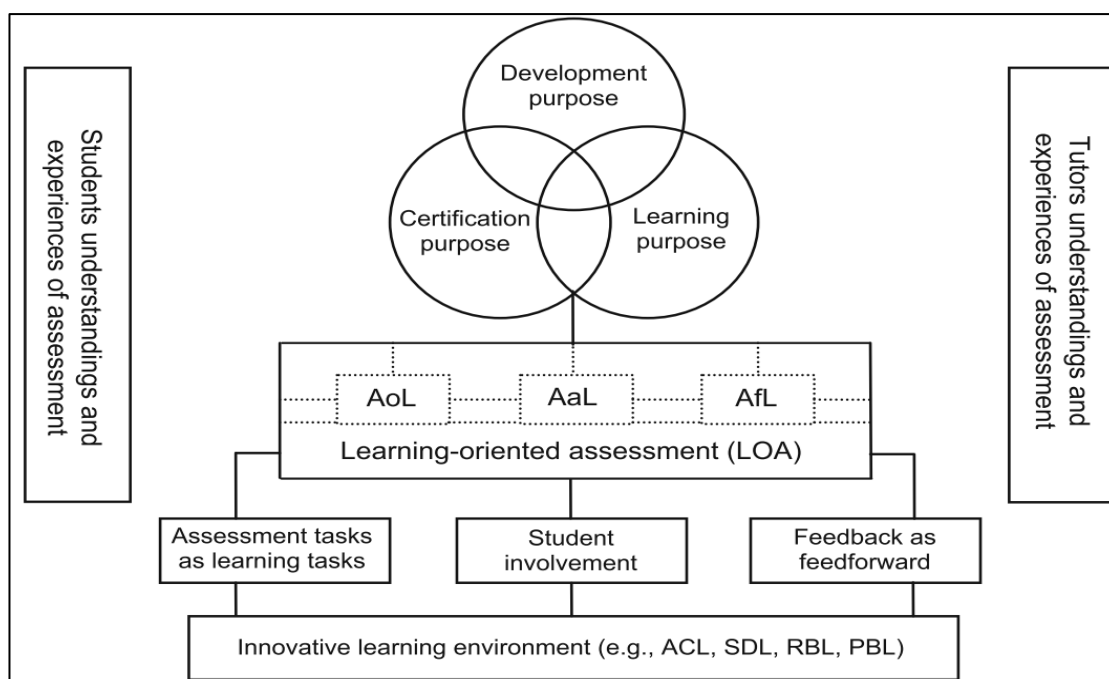 Development
purpose
Certification
purpose
Learning
purpose
Students understandings and
experiences of assessment
Tutors understandings and
experiences of assessment
AoL
AaL
AfL
Learning-oriented assessment (LOA)
Assessment tasks
as learning tasks
Student
involvement
Feedback as
feedforward
Innovative learning environment (e.g., ACL, SDL, RBL, PBL)